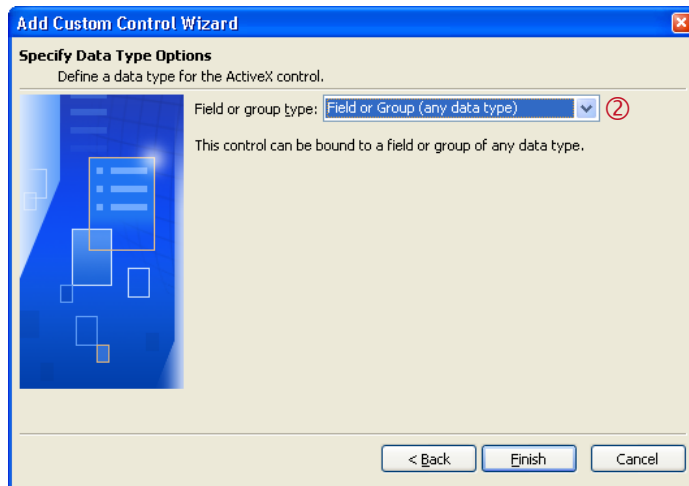 Add Custom Control Wizard
Specify Data Type Options
Define a data type for the ActiveX control.
Field or group type: Field or Group (any data type) ②
This control can be bound to a field or group of any data type.
< Back Finish Cancel